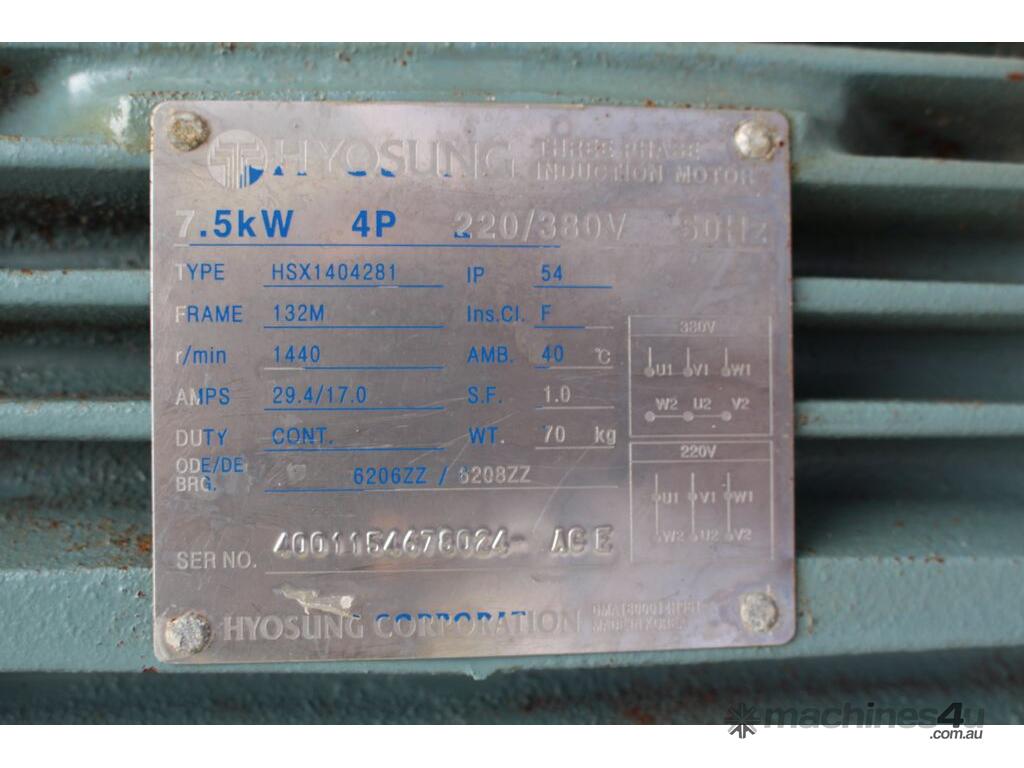 HYOSUNG THREE PHASE
INDUCTION MOTOR
7.5kW 4P 220/380V 50Hz
TYPE HSX1404281 IP 54
FRAME 132M Ins.Cl. F
r/min 1440 AMB. 40 °C
AMPS 29.4/17.0 S.F. 1.0
DUTY CONT. WT. 70 kg
ODE/DE
BRG. 6206ZZ / 6208ZZ
SER NO.
HYOSUNG CORPORATION
MADE IN KOREA
380V
U1 V1 W1
W2 U2 V2
220V
U1 V1 W1
W2 U2 V2
machines4u
.com.au